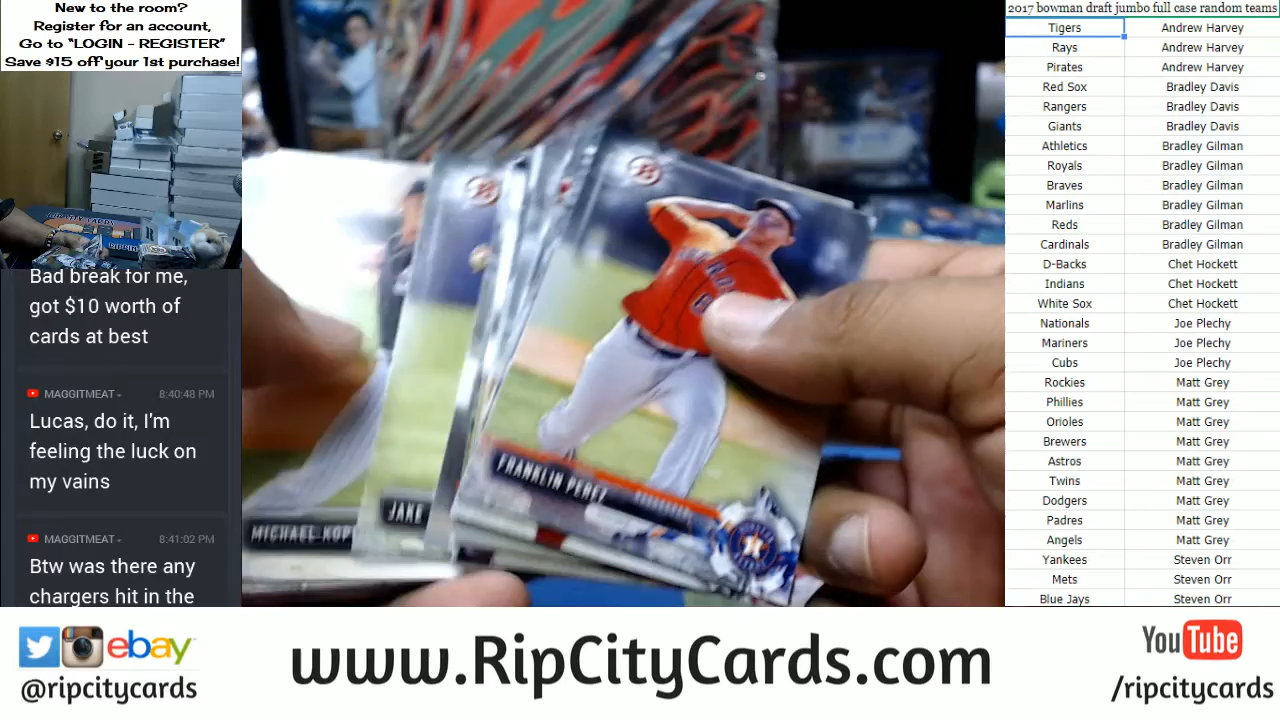 New to the room?
Register for an account,
Go to “LOGIN - REGISTER”
Save $15 off your 1st purchase!
Bad break for me,
got $10 worth of
cards at best
MAGGITMEAT 8:40:48 PM
Lucas, do it, I'm
feeling the luck on
my vains
MAGGITMEAT 8:41:02 PM
Btw was there any
chargers hit in the
FRANKLIN PEREZ
JAKE
MICHAEL KOP
2017 bowman draft jumbo full case random teams
Tigers Andrew Harvey
Rays Andrew Harvey
Pirates Andrew Harvey
Red Sox Bradley Davis
Rangers Bradley Davis
Giants Bradley Davis
Athletics Bradley Gilman
Royals Bradley Gilman
Braves Bradley Gilman
Marlins Bradley Gilman
Reds Bradley Gilman
Cardinals Bradley Gilman
D-Backs Chet Hockett
Indians Chet Hockett
White Sox Chet Hockett
Nationals Joe Plechy
Mariners Joe Plechy
Cubs Joe Plechy
Rockies Matt Grey
Phillies Matt Grey
Orioles Matt Grey
Brewers Matt Grey
Astros Matt Grey
Twins Matt Grey
Dodgers Matt Grey
Padres Matt Grey
Angels Matt Grey
Yankees Steven Orr
Mets Steven Orr
Blue Jays Steven Orr
ebay
@ripcitycards
www.RipCityCards.com
YouTube
/ripcitycards